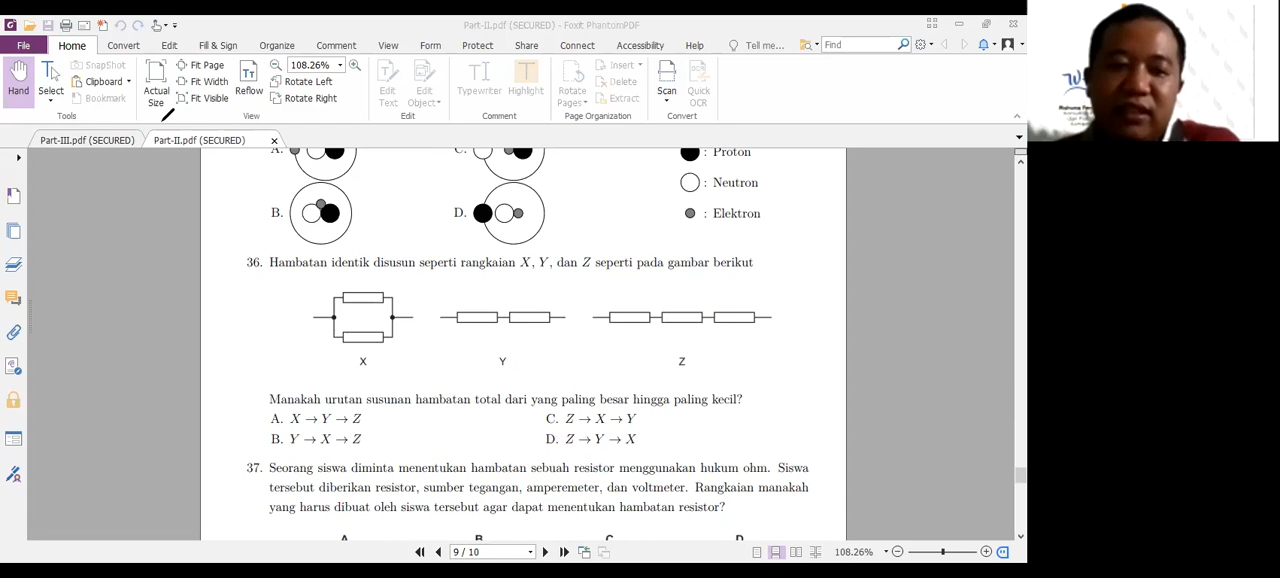 Part-II.pdf (SECURED) - Foxit PhantomPDF
File Home Convert Edit Fill & Sign Organize Comment View Form Protect Share Connect Accessibility Help Tell me... Find
Hand
Select
SnapShot
Clipboard
Bookmark
Tools
Actual Size
Fit Page
Fit Width
Fit Visible
Reflow
108.26%
Rotate Left
Rotate Right
View
Edit Text
Edit Object
Edit
Typewriter
Highlight
Comment
Rotate Pages
Insert
Delete
Extract
Page Organization
Scan
Quick OCR
Convert
Part-III.pdf (SECURED) Part-II.pdf (SECURED)
A. C. : Proton
: Neutron
B. D. : Elektron
36. Hambatan identik disusun seperti rangkaian X, Y, dan Z seperti pada gambar berikut
X Y Z
Manakah urutan susunan hambatan total dari yang paling besar hingga paling kecil?
A. X → Y → Z C. Z → X → Y
B. Y → X → Z D. Z → Y → X
37. Seorang siswa diminta menentukan hambatan sebuah resistor menggunakan hukum ohm. Siswa
tersebut diberikan resistor, sumber tegangan, amperemeter, dan voltmeter. Rangkaian manakah
yang harus dibuat oleh siswa tersebut agar dapat menentukan hambatan resistor?
A B C D
9 / 10 108.26%